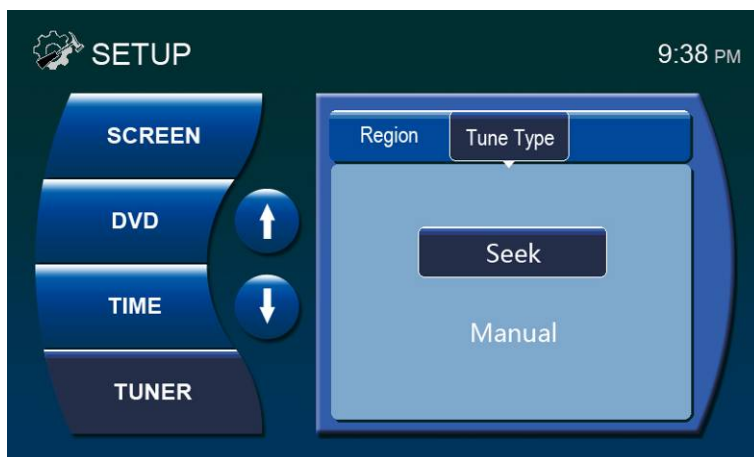 SETUP
9:38 PM
SCREEN
DVD
TIME
TUNER
Region
Tune Type
Seek
Manual